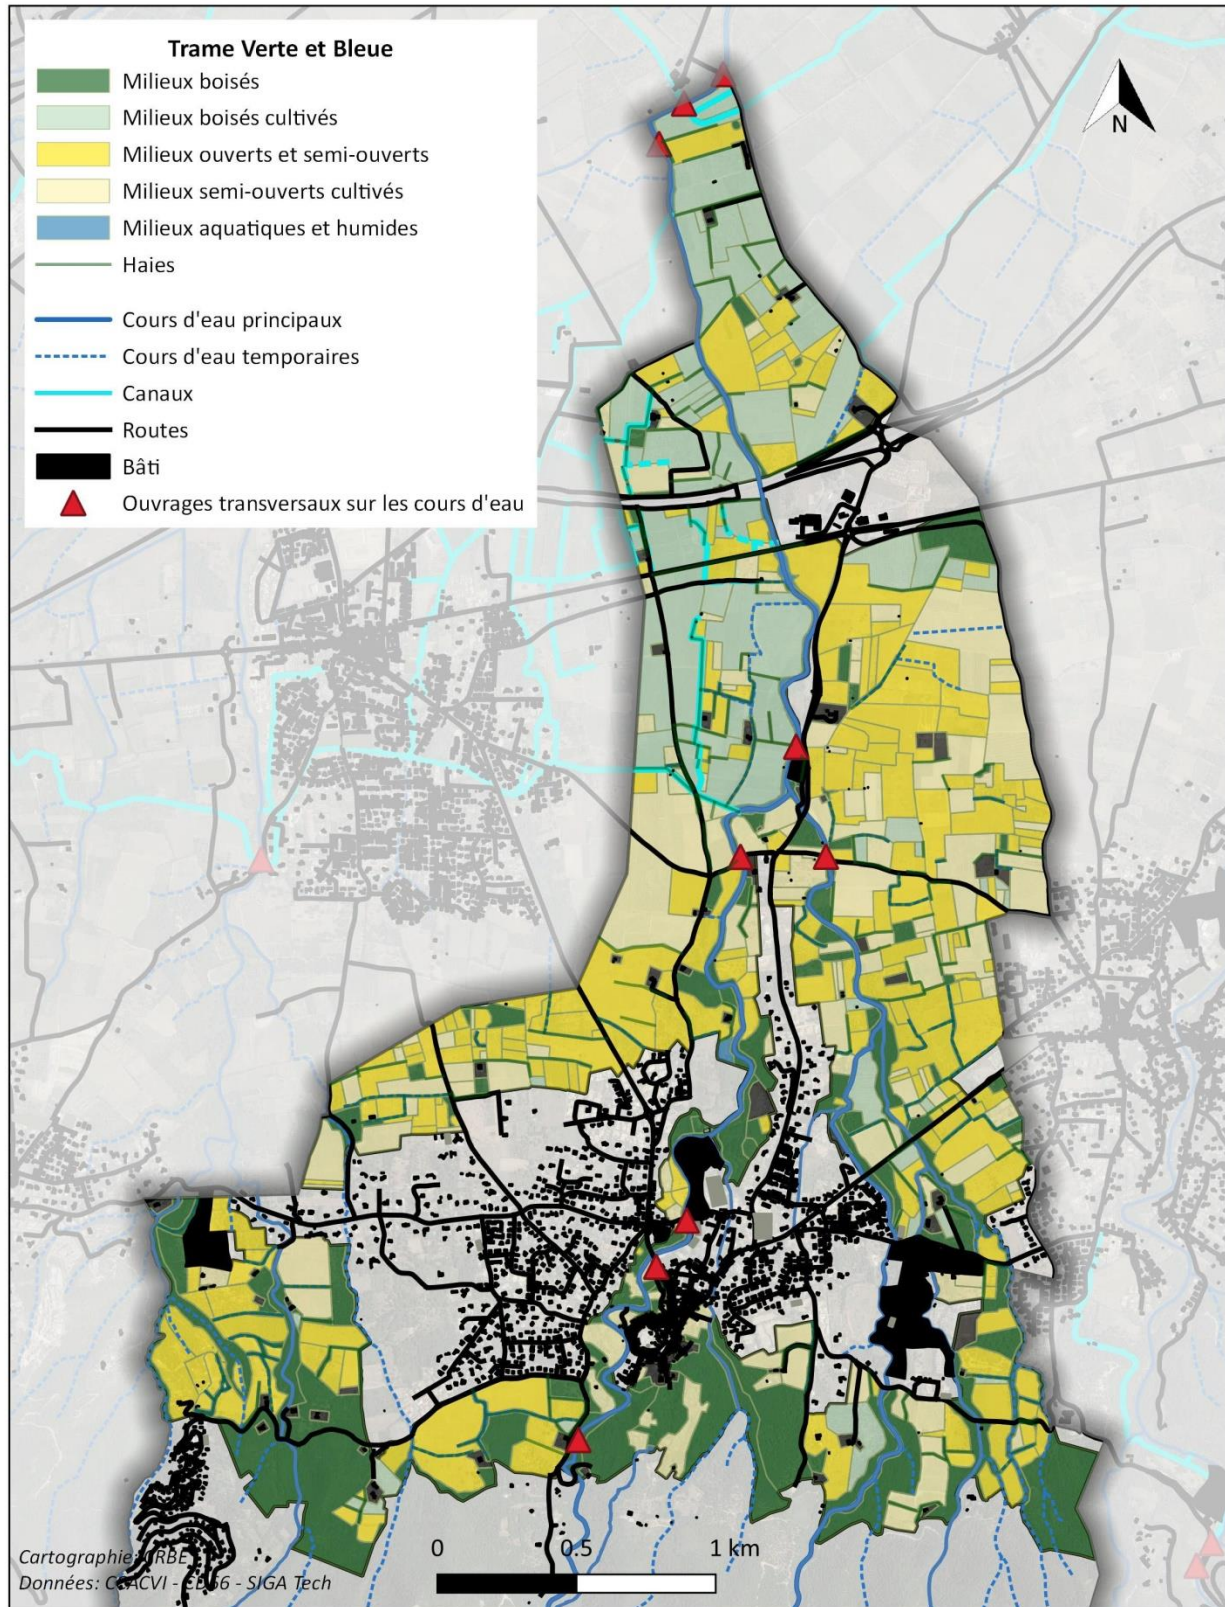 Trame Verte et Bleue
Milieux boisés
Milieux boisés cultivés
Milieux ouverts et semi-ouverts
Milieux semi-ouverts cultivés
Milieux aquatiques et humides
Haies
Cours d'eau principaux
Cours d'eau temporaires
Canaux
Routes
Bâti
Ouvrages transversaux sur les cours d'eau
N
0 0.5 1 km
Cartographie:
Données: - SIGA Tech